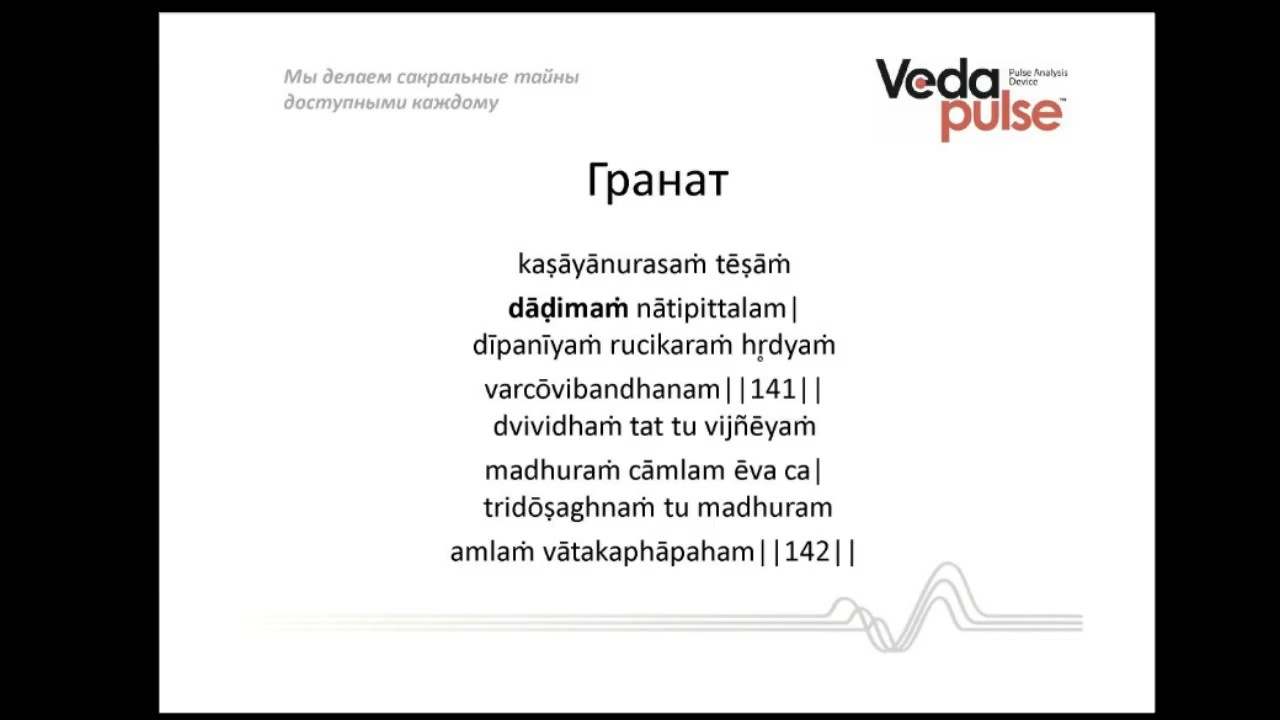 Мы делаем сакральные тайны
доступными каждому
Veda
pulse™
Pulse Analysis
Device
Гранат
kaṣāyānurasaṁ tēṣāṁ
dāḍimaṁ nātipittalam|
dīpanīyaṁ rucikaraṁ hr̥dyaṁ
varcōvibandhanam||141||
dvividhaṁ tat tu vijñēyaṁ
madhuraṁ cāmlam ēva ca|
tridōṣaghnaṁ tu madhuram
amlaṁ vātakaphāpaham||142||